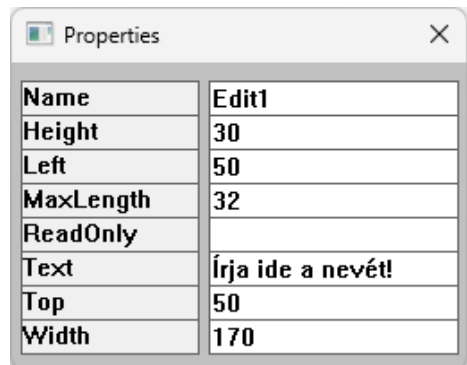 Properties
Name Edit1
Height 30
Left 50
MaxLength 32
ReadOnly
Text Írja ide a nevét!
Top 50
Width 170